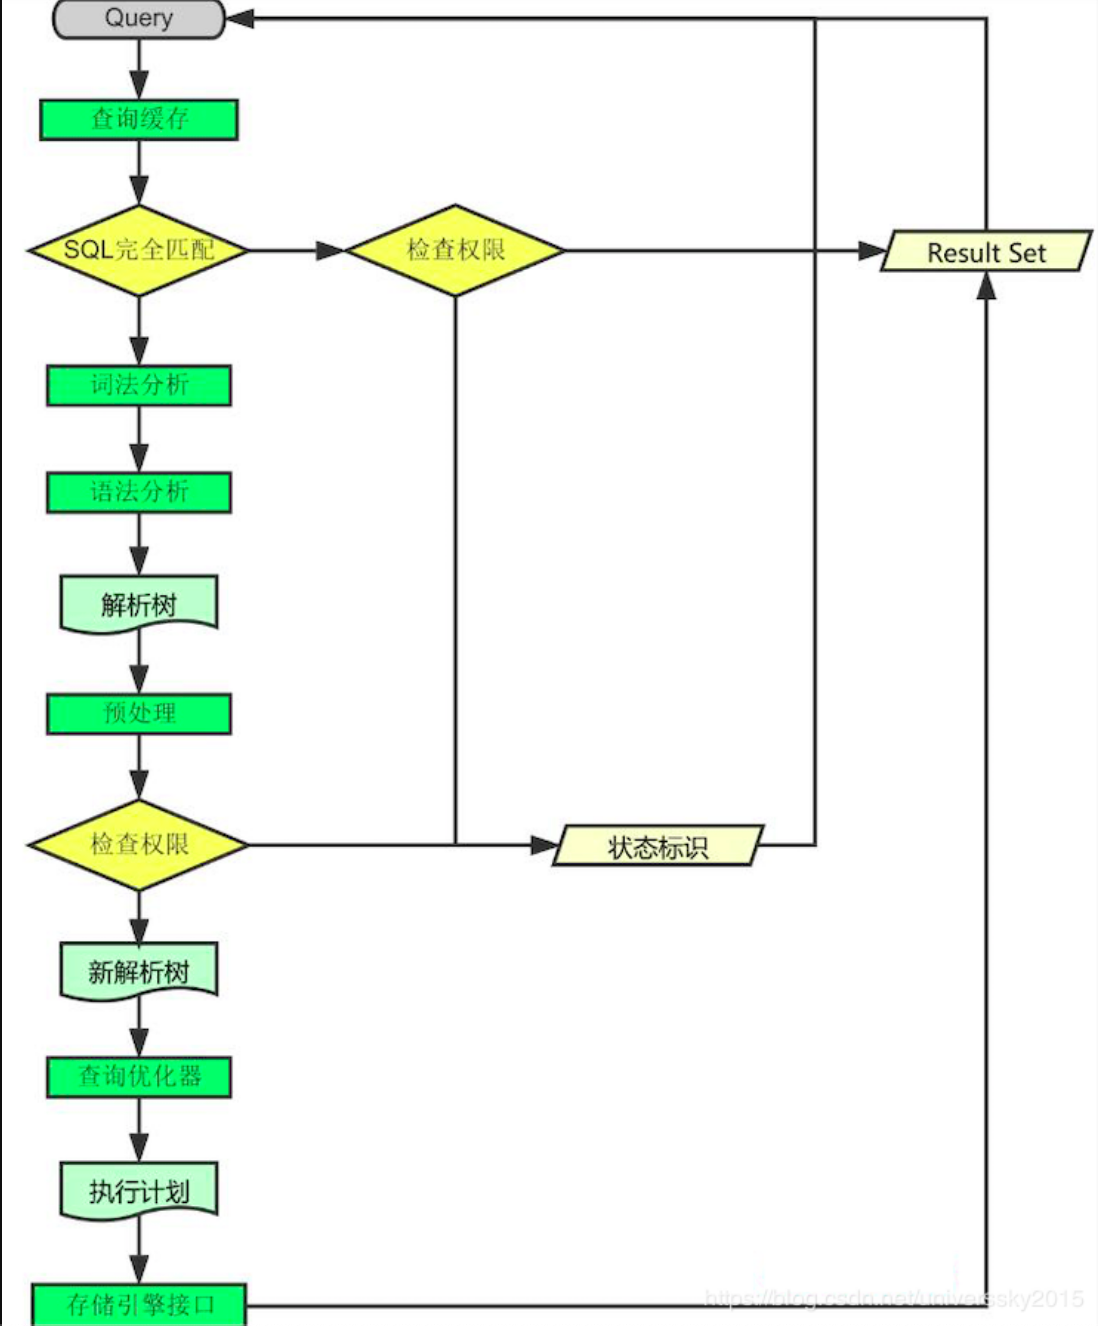 Query
查询缓存
SQL完全匹配
检查权限
Result Set
词法分析
语法分析
解析树
预处理
检查权限
状态标识
新解析树
查询优化器
执行计划
存储引擎接口
https://blog.csdn.net/universsky2015